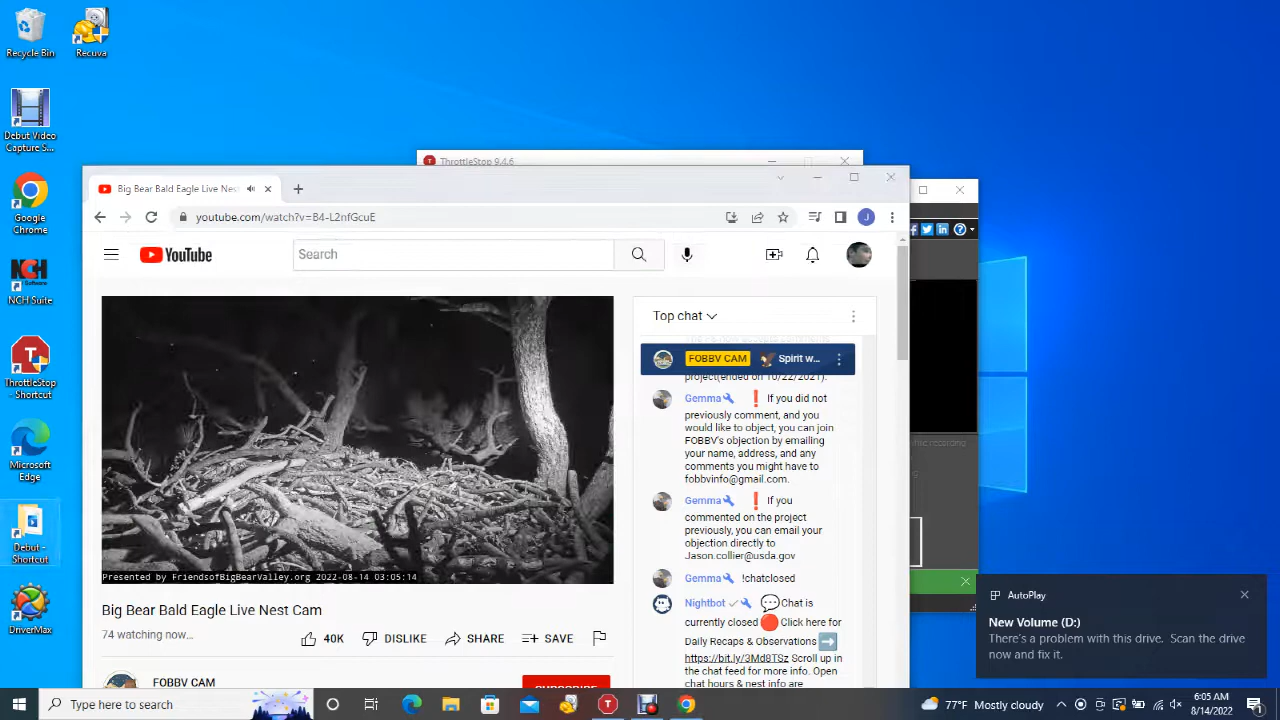 Recycle Bin
Recuva
Debut Video
Capture S...
Google
Chrome
NCH
Software
NCH Suite
ThrottleStop
- Shortcut
Microsoft
Edge
Debut -
Shortcut
DriverMax
ThrottleStop 9.4.6
Big Bear Bald Eagle Live Nest
youtube.com/watch?v=B4-L2nfGcuE
J
YouTube
Search
Presented by FriendsofBigBearValley.org 2022-08-14 03:05:14
Big Bear Bald Eagle Live Nest Cam
74 watching now...
40K
DISLIKE
SHARE
SAVE
FOBBV CAM
SUBSCRIBE
Top chat
FOBBV CAM Spirit w...
project(ended on 10/22/2021).
Gemma ❗ If you did not
previously comment, and you
would like to object, you can join
FOBBV's objection by emailing
your name, address, and any
comments you might have to
fobbvinfo@gmail.com.
Gemma ❗ If you
commented on the project
previously, you can email your
objection directly to
Jason.collier@usda.gov
Gemma !chatclosed
Nightbot Chat is
currently closed Click here for
Daily Recaps & Observations
https://bit.ly/3Md8TSz Scroll up in
the chat feed for more info. Open
chat hours & nest info are
while recording
AutoPlay
New Volume (D:)
There's a problem with this drive. Scan the drive
now and fix it.
Type here to search
77°F Mostly cloudy
6:05 AM
8/14/2022
1